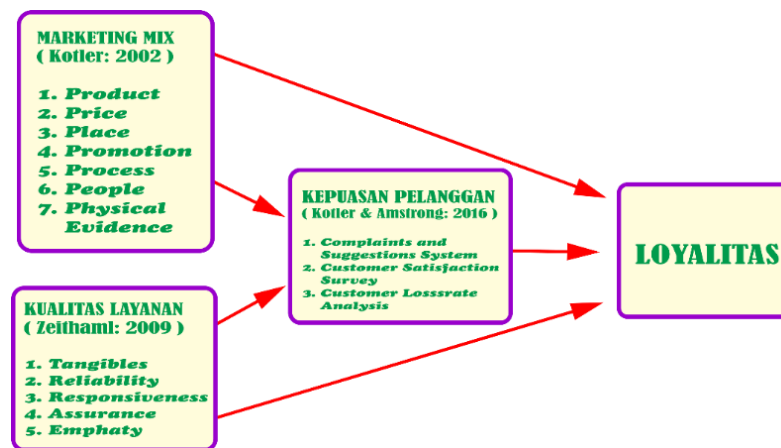 MARKETING MIX
( Kotler: 2002 )
1. Product
2. Price
3. Place
4. Promotion
5. Process
6. People
7. Physical
Evidence
KUALITAS LAYANAN
( Zeithaml: 2009 )
1. Tangibles
2. Reliability
3. Responsiveness
4. Assurance
5. Emphaty
KEPUASAN PELANGGAN
( Kotler & Amstrong: 2016 )
1. Complaints and
Suggestions System
2. Customer Satisfaction
Survey
3. Customer Losssrate
Analysis
LOYALITAS